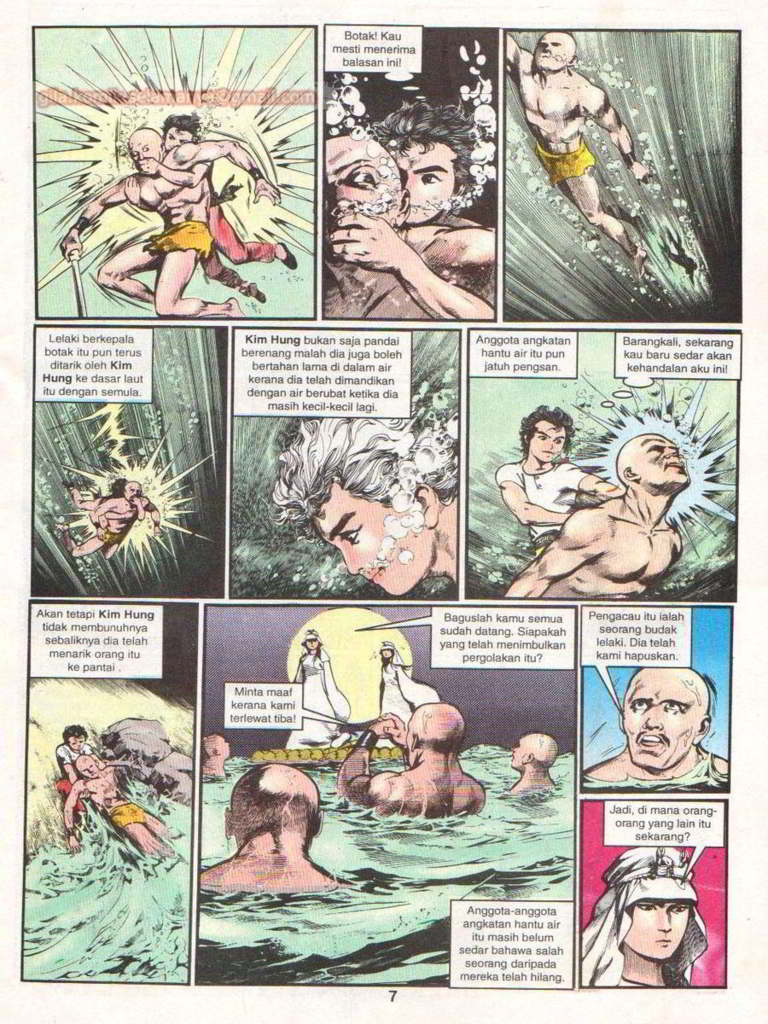 Botak! Kau
mesti menerima
balasan ini!
Lelaki berkepala
botak itu pun terus
ditarik oleh Kim
Hung ke dasar laut
itu dengan semula.
Kim Hung bukan saja pandai
berenang malah dia juga boleh
bertahan lama di dalam air
kerana dia telah dimandikan
dengan air berubat ketika dia
masih kecil-kecil lagi.
Anggota angkatan
hantu air itu pun
jatuh pengsan.
Barangkali, sekarang
kau baru sedar akan
kehandalan aku ini!
Akan tetapi Kim Hung
tidak membunuhnya
sebaliknya dia telah
menarik orang itu
ke pantai .
Baguslah kamu semua
sudah datang. Siapakah
yang telah menimbulkan
pergolakan itu?
Minta maaf
kerana kami
terlewat tiba!
Anggota-anggota
angkatan hantu air
itu masih belum
sedar bahawa salah
seorang daripada
mereka telah hilang.
Pengacau itu ialah
seorang budak
lelaki. Dia telah
kami hapuskan.
Jadi, di mana orang-
orang yang lain itu
sekarang?
7